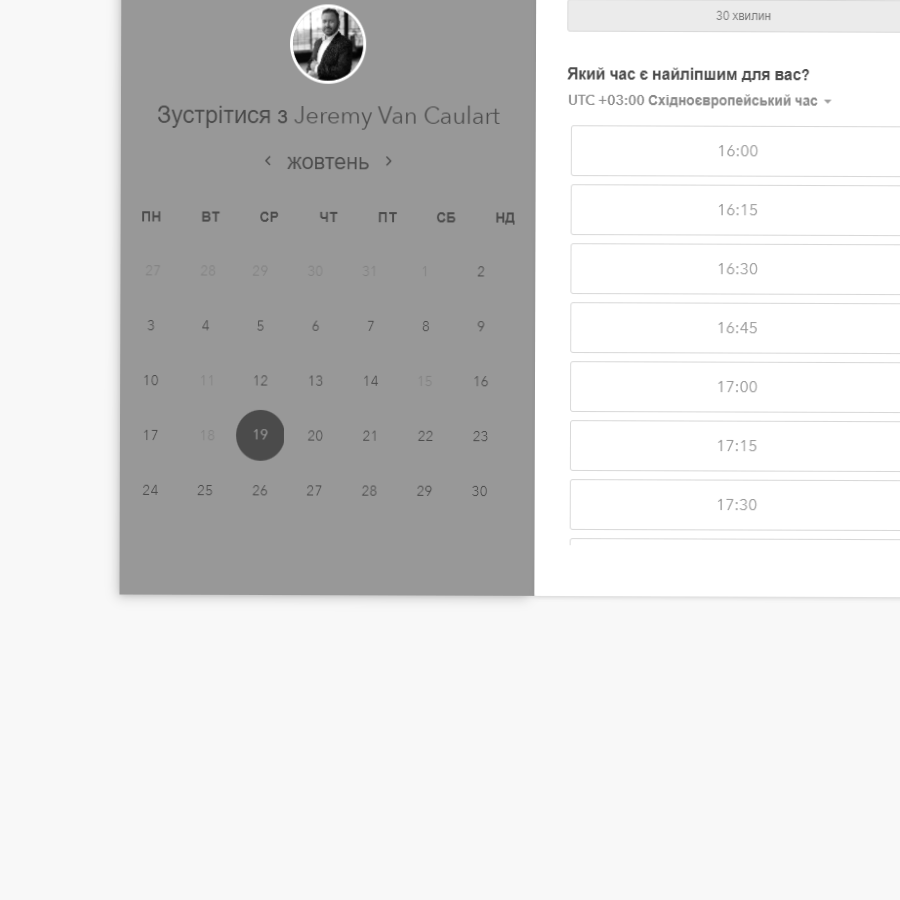 Зустрітися з Jeremy Van Caulart
‹ жовтень ›
ПН ВТ СР ЧТ ПТ СБ НД
27 28 29 30 31 1 2
3 4 5 6 7 8 9
10 11 12 13 14 15 16
17 18 19 20 21 22 23
24 25 26 27 28 29 30
30 хвилин
Який час є найліпшим для вас?
UTC +03:00 Східноєвропейський час
16:00
16:15
16:30
16:45
17:00
17:15
17:30